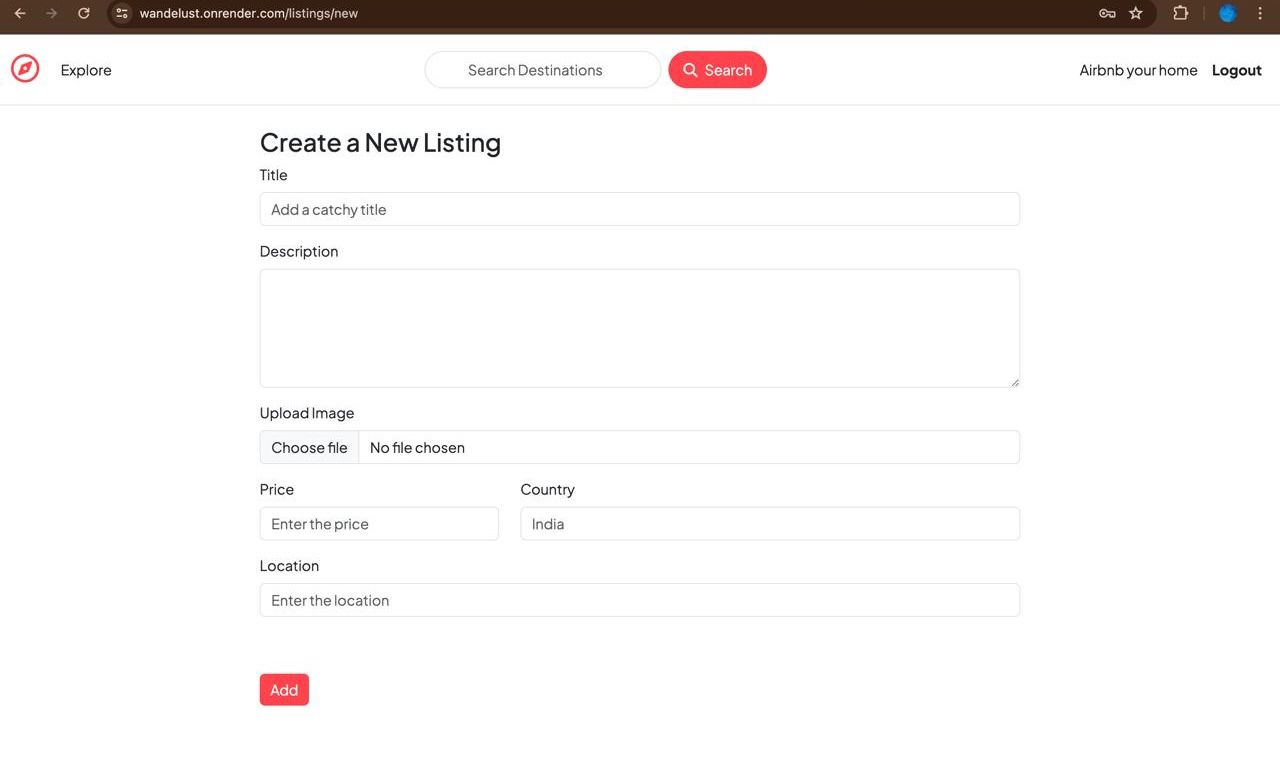 wandelust.onrender.com/listings/new
Explore
Search Destinations
Search
Airbnb your home
Logout
Create a New Listing
Title
Add a catchy title
Description
Upload Image
Choose file
No file chosen
Price
Country
Enter the price
India
Location
Enter the location
Add